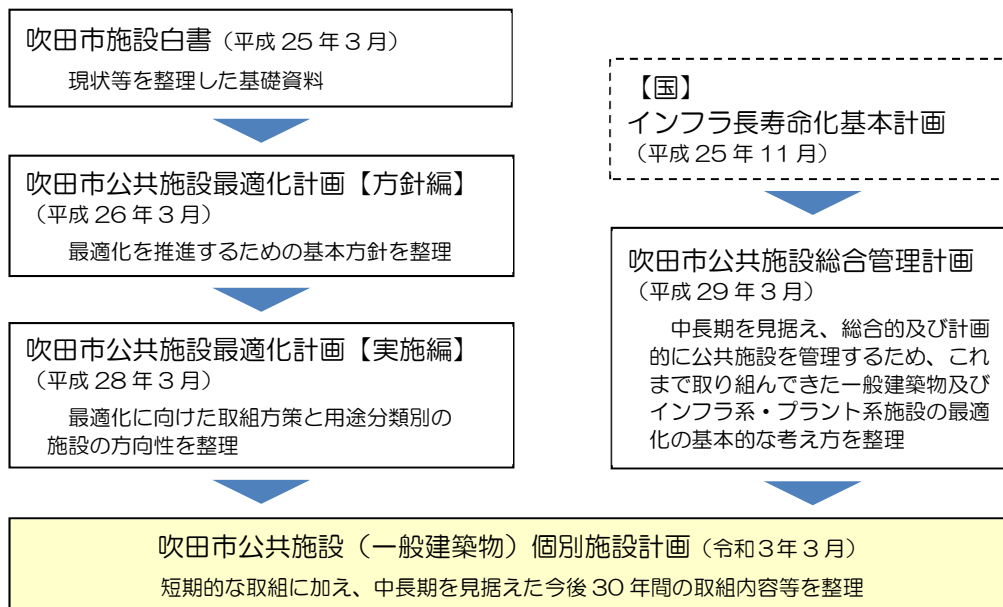 吹田市施設白書（平成 25 年 3 月）
現状等を整理した基礎資料
吹田市公共施設最適化計画【方針編】
（平成 26 年 3 月）
最適化を推進するための基本方針を整理
吹田市公共施設最適化計画【実施編】
（平成 28 年 3 月）
最適化に向けた取組方策と用途分類別の
施設の方向性を整理
【国】
インフラ長寿命化基本計画
（平成 25 年 11 月）
吹田市公共施設総合管理計画
（平成 29 年 3 月）
中長期を見据え、総合的及び計画
的に公共施設を管理するため、これ
まで取り組んできた一般建築物及び
インフラ系・プラント系施設の最適
化の基本的な考え方を整理
吹田市公共施設（一般建築物）個別施設計画（令和３年 3 月）
短期的な取組に加え、中長期を見据えた今後 30 年間の取組内容等を整理